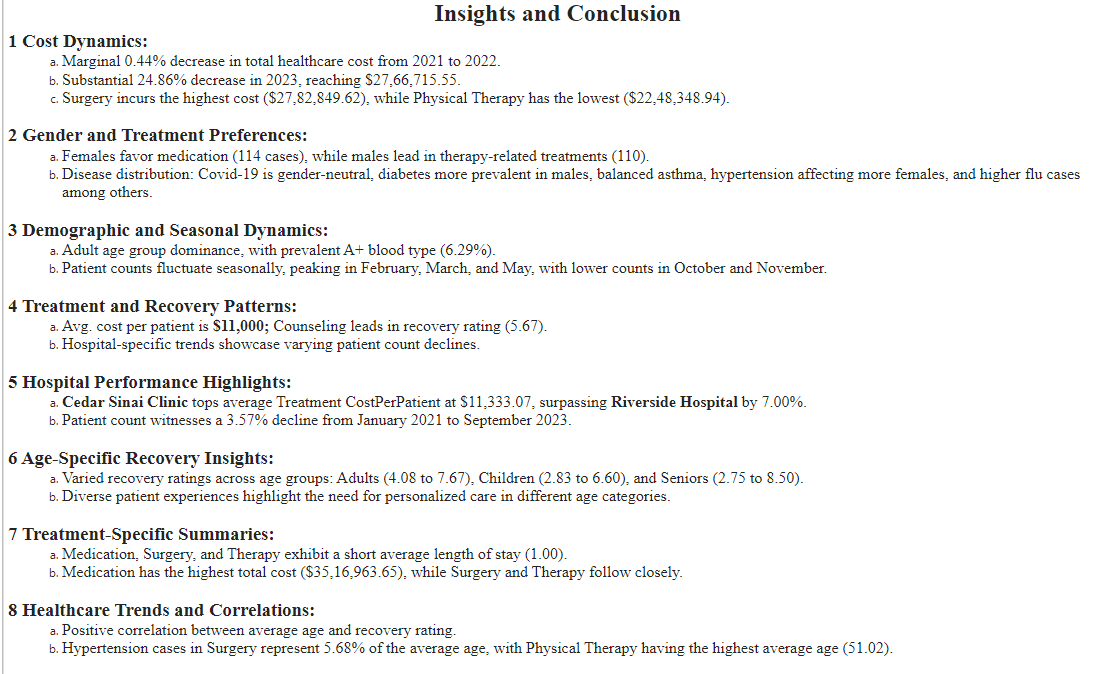 Insights and Conclusion
1 Cost Dynamics:
a. Marginal 0.44% decrease in total healthcare cost from 2021 to 2022.
b. Substantial 24.86% decrease in 2023, reaching $27,66,715.55.
c. Surgery incurs the highest cost ($27,82,849.62), while Physical Therapy has the lowest ($22,48,348.94).
2 Gender and Treatment Preferences:
a. Females favor medication (114 cases), while males lead in therapy-related treatments (110).
b. Disease distribution: Covid-19 is gender-neutral, diabetes more prevalent in males, balanced asthma, hypertension affecting more females, and higher flu cases
among others.
3 Demographic and Seasonal Dynamics:
a. Adult age group dominance, with prevalent A+ blood type (6.29%).
b. Patient counts fluctuate seasonally, peaking in February, March, and May, with lower counts in October and November.
4 Treatment and Recovery Patterns:
a. Avg. cost per patient is $11,000; Counseling leads in recovery rating (5.67).
b. Hospital-specific trends showcase varying patient count declines.
5 Hospital Performance Highlights:
a. Cedar Sinai Clinic tops average Treatment CostPerPatient at $11,333.07, surpassing Riverside Hospital by 7.00%.
b. Patient count witnesses a 3.57% decline from January 2021 to September 2023.
6 Age-Specific Recovery Insights:
a. Varied recovery ratings across age groups: Adults (4.08 to 7.67), Children (2.83 to 6.60), and Seniors (2.75 to 8.50).
b. Diverse patient experiences highlight the need for personalized care in different age categories.
7 Treatment-Specific Summaries:
a. Medication, Surgery, and Therapy exhibit a short average length of stay (1.00).
b. Medication has the highest total cost ($35,16,963.65), while Surgery and Therapy follow closely.
8 Healthcare Trends and Correlations:
a. Positive correlation between average age and recovery rating.
b. Hypertension cases in Surgery represent 5.68% of the average age, with Physical Therapy having the highest average age (51.02).